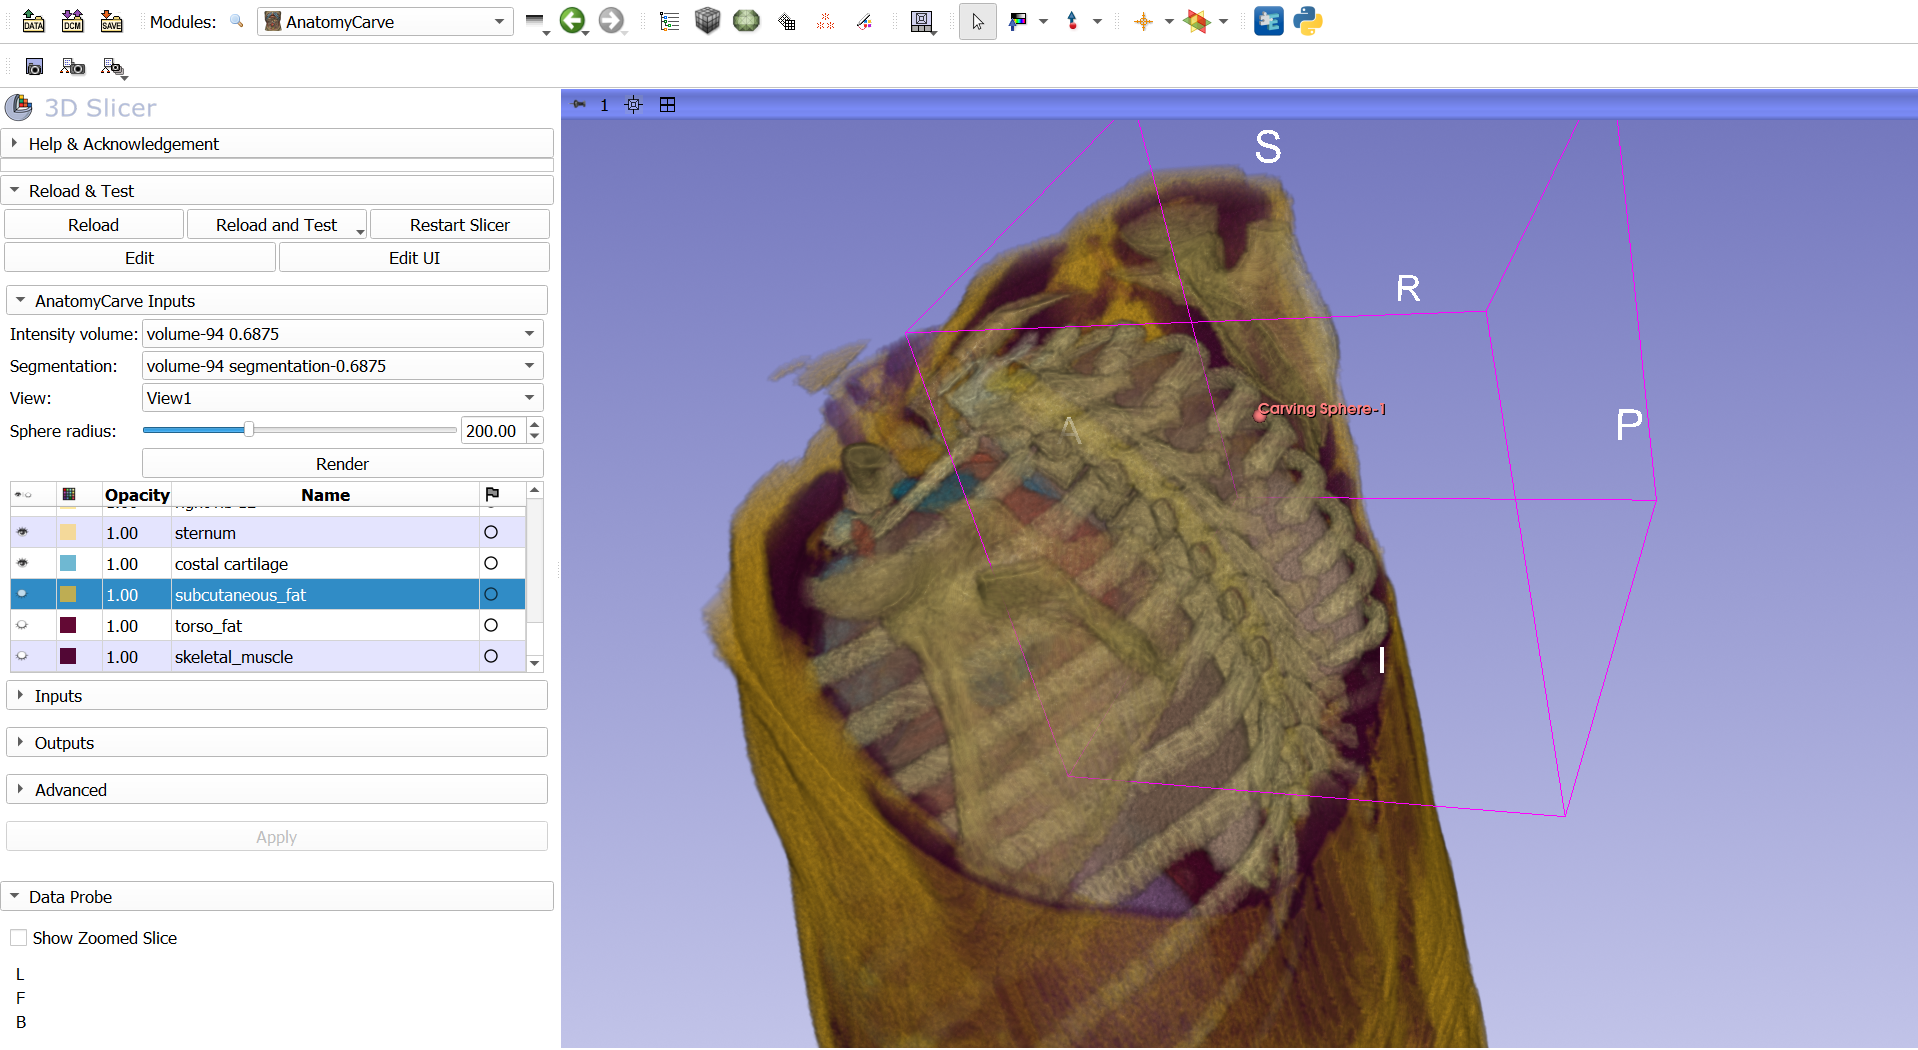 DATA DCM SAVE Modules: AnatomyCarve
3D Slicer
1
Help & Acknowledgement
Reload & Test
Reload Reload and Test Restart Slicer
Edit Edit UI
AnatomyCarve Inputs
Intensity volume: volume-94 0.6875
Segmentation: volume-94 segmentation-0.6875
View: View1
Sphere radius: 200.00
Render
Opacity Name
1.00 sternum
1.00 costal cartilage
1.00 subcutaneous_fat
1.00 torso_fat
1.00 skeletal_muscle
Inputs
Outputs
Advanced
Apply
Data Probe
Show Zoomed Slice
L
F
B
S
R
Carving Sphere-1
A
P
I